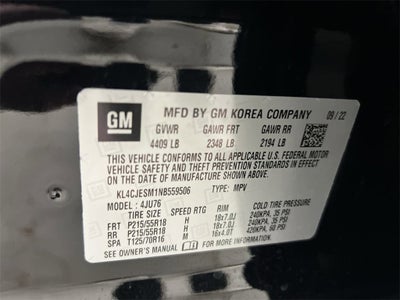 GM
MFD BY GM KOREA COMPANY 08/22
GVWR GAWR FRT GAWR RR
4409 LB 2348 LB 2194 LB
THIS VEHICLE CONFORMS TO ALL APPLICABLE U.S. FEDERAL MOTOR
VEHICLE SAFETY AND THEFT PREVENTION STANDARDS IN EFFECT
ON THE DATE OF MANUFACTURE SHOWN ABOVE.
KL4CJESM1NB559506 TYPE: MPV
MODEL: 4JU76
TIRE SIZE SPEED RTG RIM COLD TIRE PRESSURE
FRT P215/55R18 H 18x7.0J 240KPA, 35 PSI
RR P215/55R18 H 18x7.0J 240KPA, 35 PSI
SPA T125/70R16 M 16x4.0T 420KPA, 60 PSI
SEE OWNER'S MANUAL FOR ADDITIONAL INFORMATION